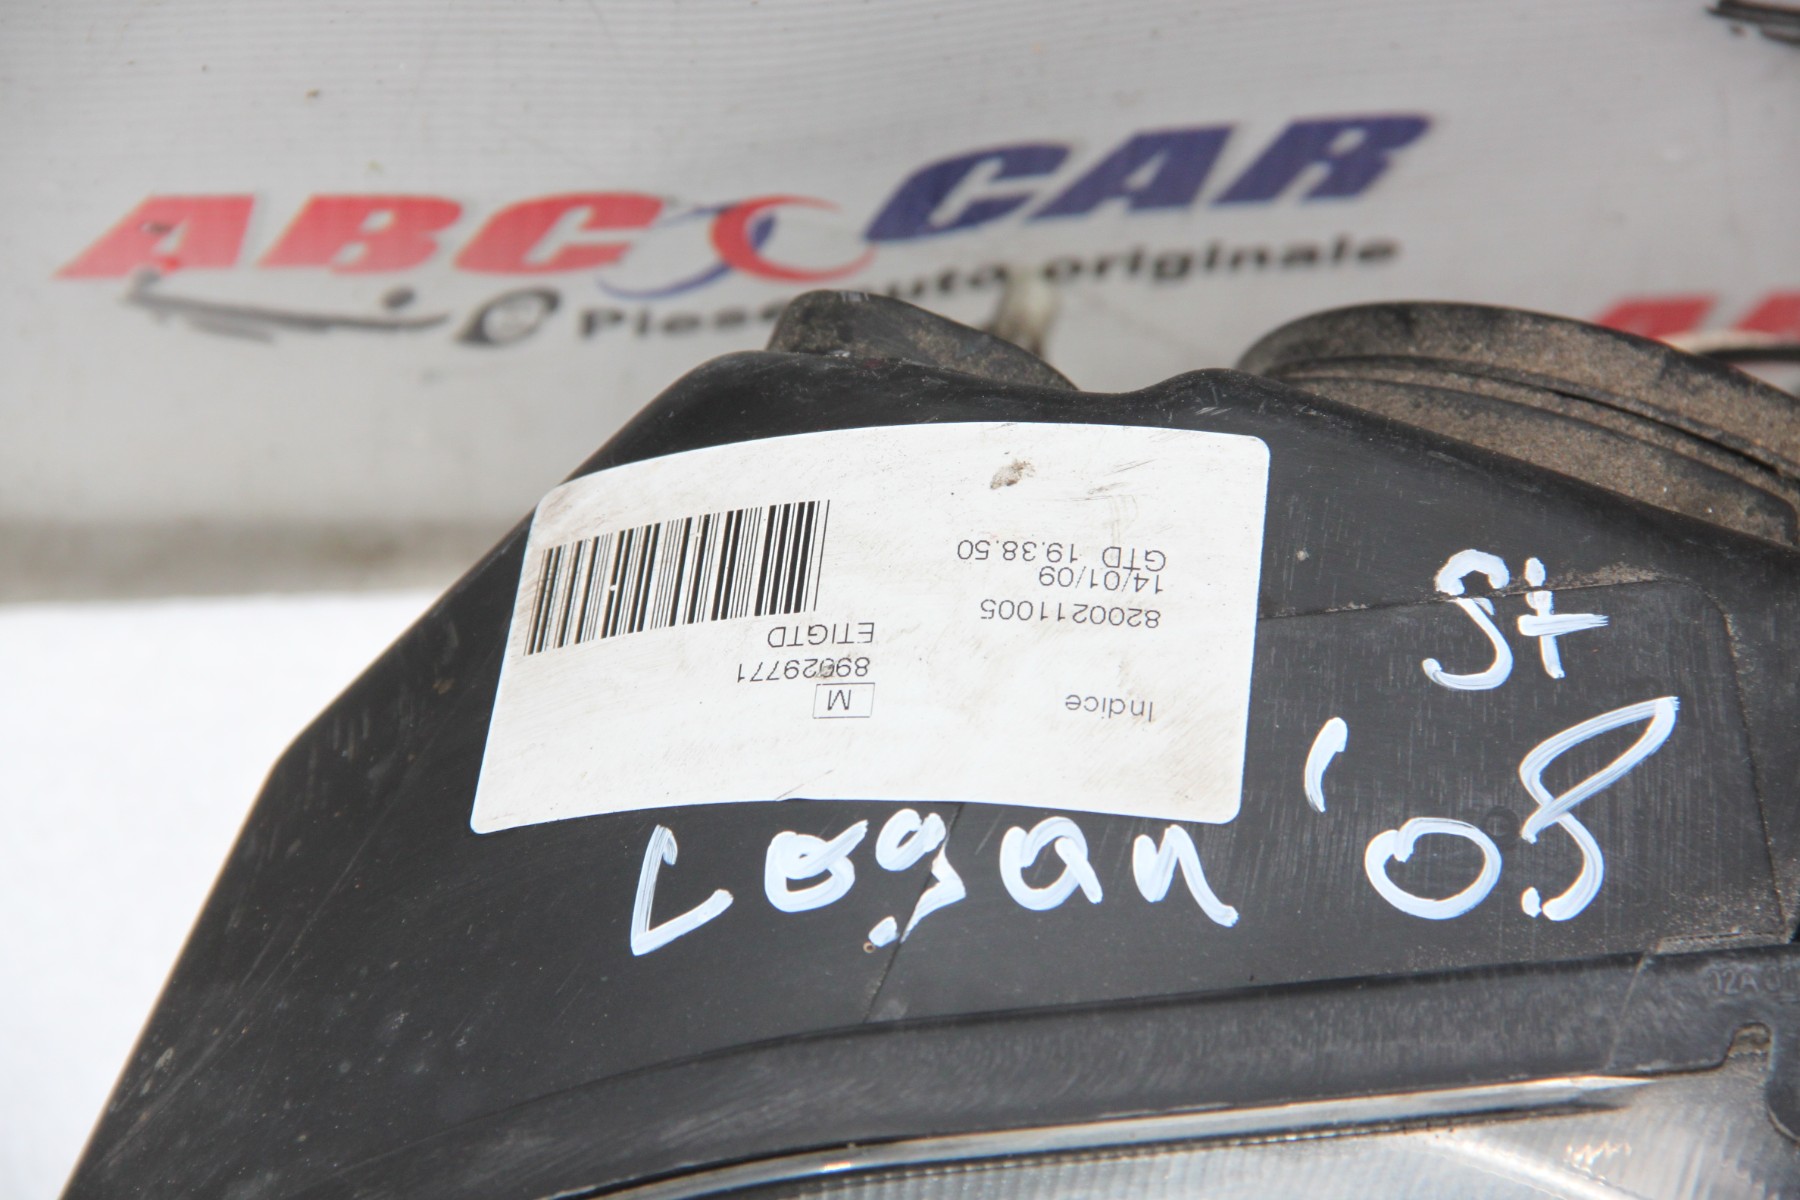 ABC CAR
Piese auto originale
Indice
M
89629771
ETIGTD
8200211005
14/01/09
GTD 19.38.50
St
Logan '08
12A